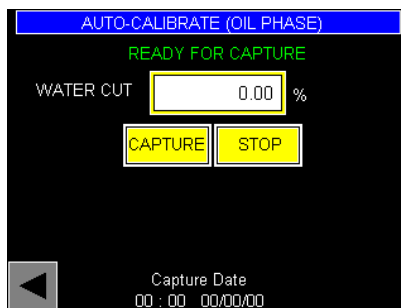 AUTO-CALIBRATE (OIL PHASE)
READY FOR CAPTURE
WATER CUT 0.00 %
CAPTURE STOP
Capture Date
00 : 00 00/00/00